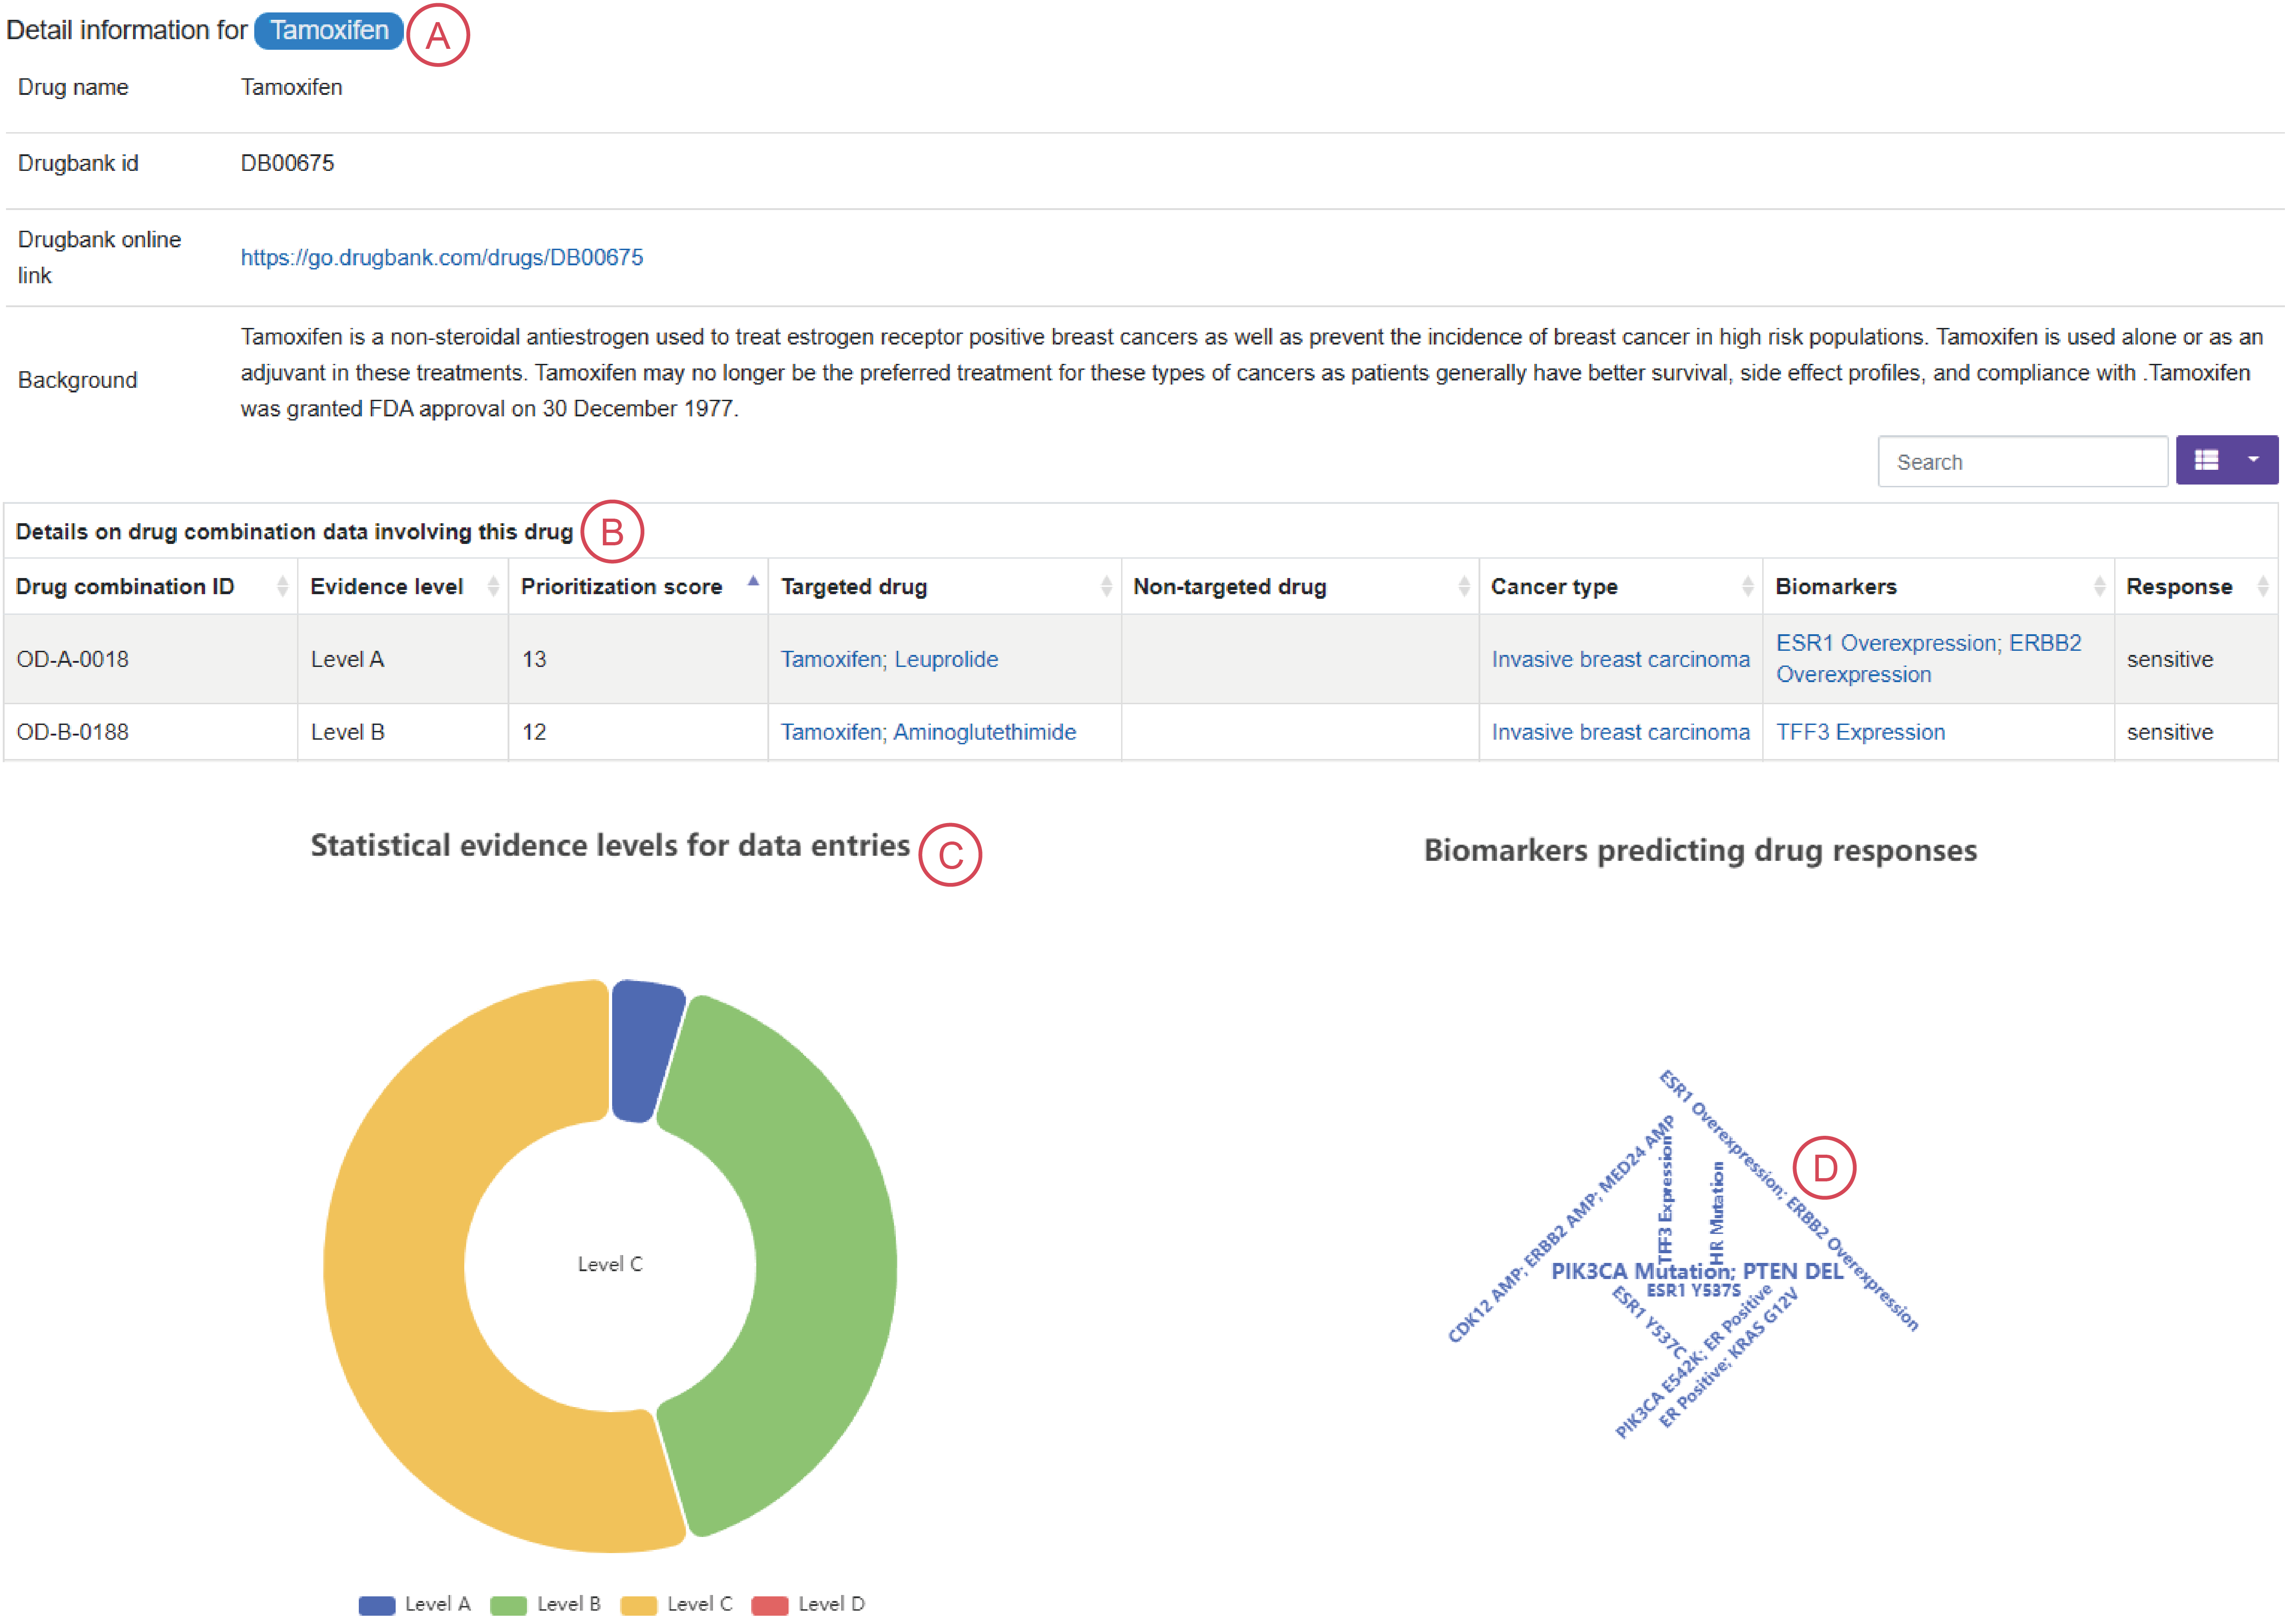 Detail information for Tamoxifen A
Drug name Tamoxifen
Drugbank id DB00675
Drugbank online link https://go.drugbank.com/drugs/DB00675
Background
Tamoxifen is a non-steroidal antiestrogen used to treat estrogen receptor positive breast cancers as well as prevent the incidence of breast cancer in high risk populations. Tamoxifen is used alone or as an
adjuvant in these treatments. Tamoxifen may no longer be the preferred treatment for these types of cancers as patients generally have better survival, side effect profiles, and compliance with .Tamoxifen
was granted FDA approval on 30 December 1977.
Search
Details on drug combination data involving this drug B
Drug combination ID Evidence level Prioritization score Targeted drug Non-targeted drug Cancer type Biomarkers Response
OD-A-0018 Level A 13 Tamoxifen; Leuprolide Invasive breast carcinoma ESR1 Overexpression; ERBB2 Overexpression sensitive
OD-B-0188 Level B 12 Tamoxifen; Aminoglutethimide Invasive breast carcinoma TFF3 Expression sensitive
Statistical evidence levels for data entries C
Level C
Level A Level B Level C Level D
Biomarkers predicting drug responses
D
ESR1 Overexpression; ERBB2 Overexpression
CDK12 AMP; ERBB2 AMP; MED24 AMP
TFF3 Expression
HR Mutation
PIK3CA Mutation; PTEN DEL
ESR1 Y537S
ESR1 Y537C
PIK3CA E542K; ER Positive
ER Positive; KRAS G12V